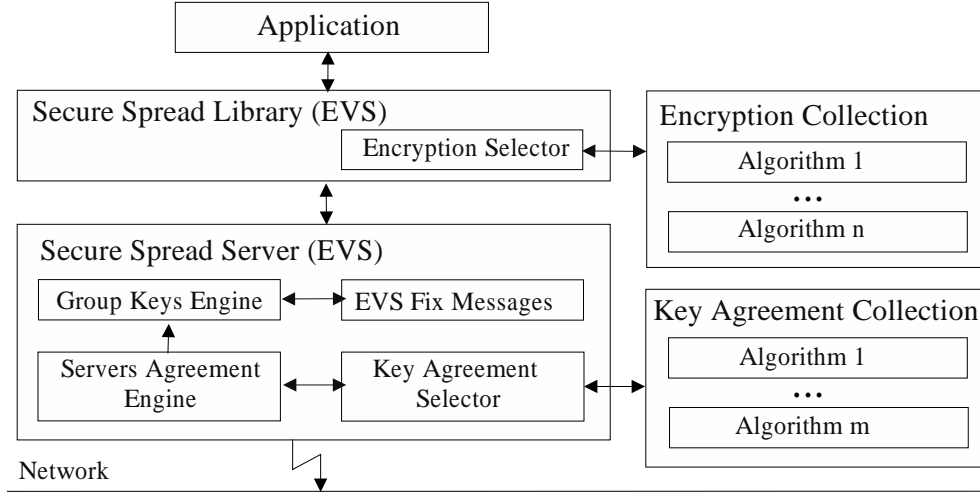 Application
Secure Spread Library (EVS)
Encryption Selector
Encryption Collection
Algorithm 1
...
Algorithm n
Secure Spread Server (EVS)
Group Keys Engine
EVS Fix Messages
Servers Agreement
Engine
Key Agreement
Selector
Key Agreement Collection
Algorithm 1
...
Algorithm m
Network